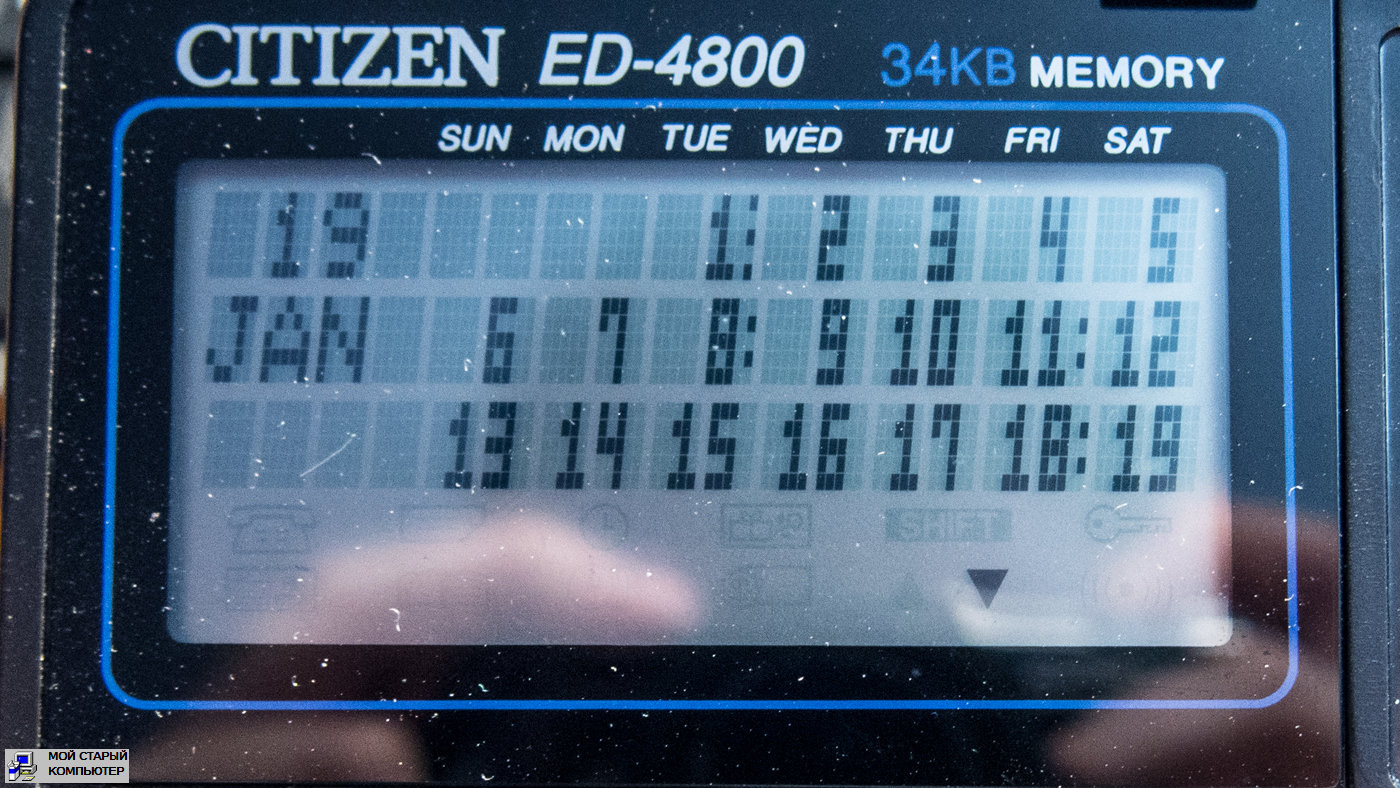 CITIZEN ED-4800 34KB MEMORY
SUN MON TUE WED THU FRI SAT
19 1: 2 3 4 5
JAN 6 7 8: 9 10 11: 12
13 14 15 16 17 18: 19
SHIFT
МОЙ СТАРЫЙ
КОМПЬЮТЕР